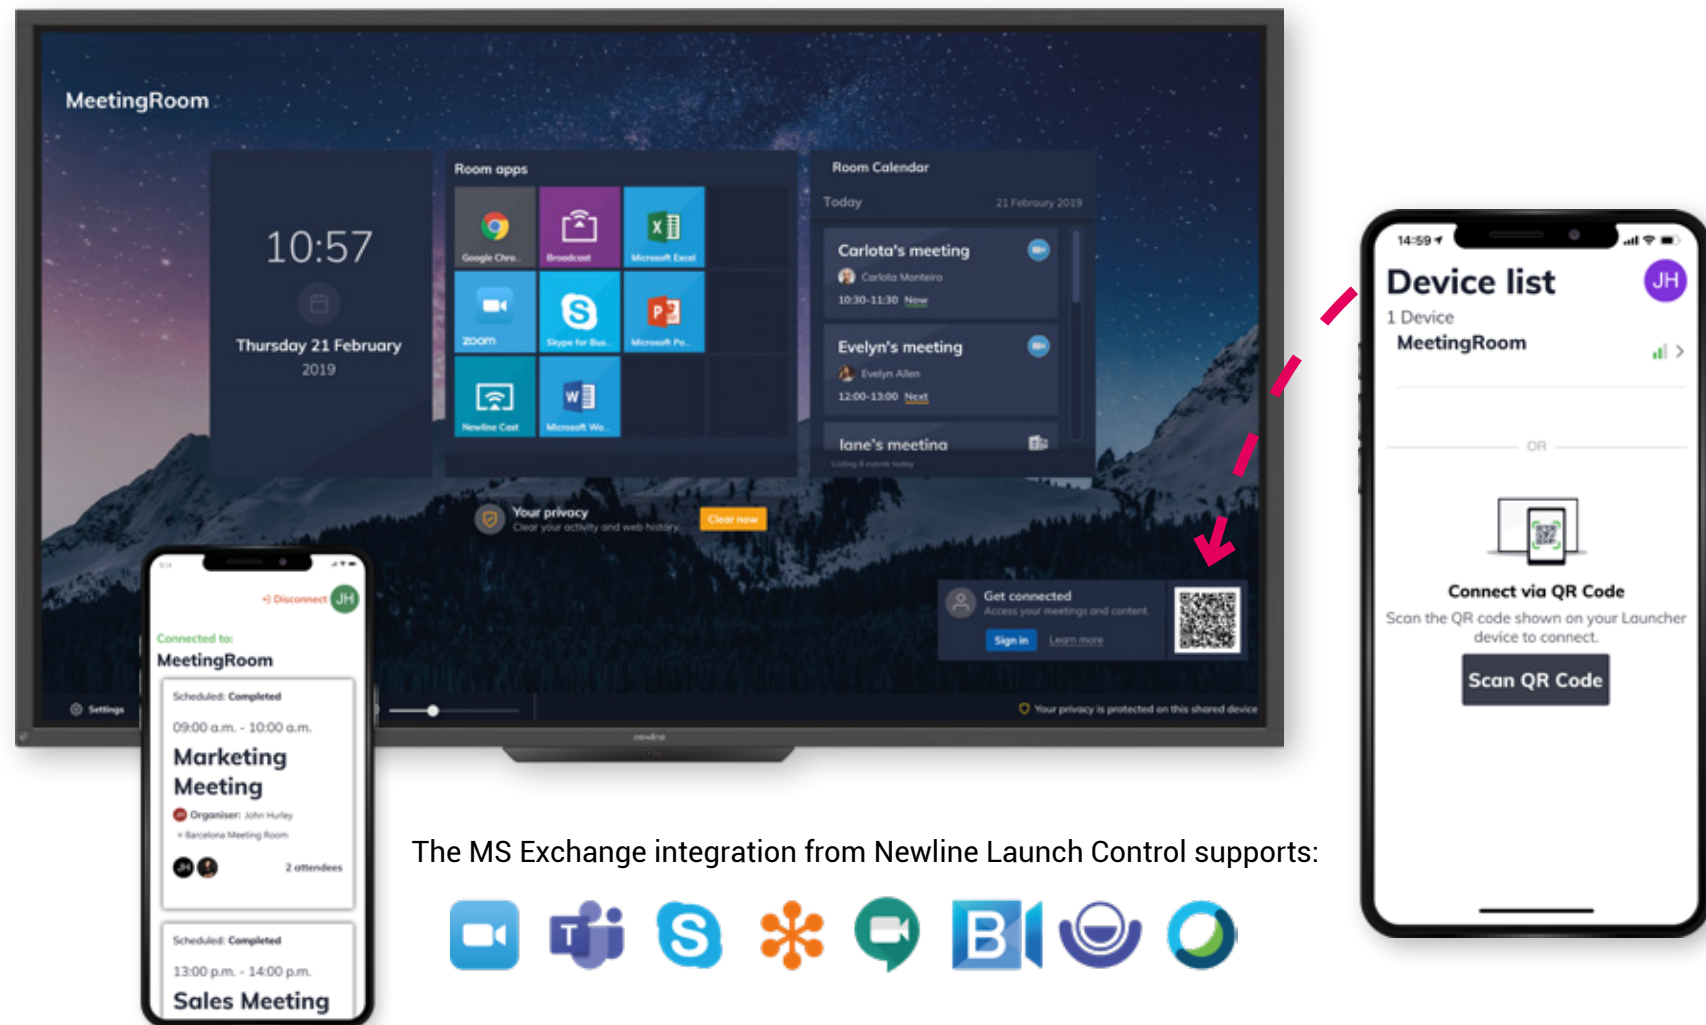 MeetingRoom
10:57
Thursday 21 February
2019
Room apps
Google Chro...
Broadcast
Microsoft Excel
zoom
Skype for Bus...
Microsoft Po...
Newline Cast
Microsoft Wo...
Room Calendar
Today
21 February 2019
Carlota's meeting
Carlota Monteiro
10:30-11:30 Now
Evelyn's meeting
Evelyn Allen
12:00-13:00 Next
Jane's meeting
Listing 8 events today
Your privacy
Clear your activity and web history.
Clear now
Get connected
Access your meetings and content.
Sign in
Learn more
Settings
Your privacy is protected on this shared device
newline
Disconnect
JH
Connected to:
MeetingRoom
Scheduled: Completed
09:00 a.m. - 10:00 a.m.
Marketing
Meeting
Organiser: John Hurley
Barcelona Meeting Room
JH
2 attendees
Scheduled: Completed
13:00 p.m. - 14:00 p.m.
Sales Meeting
14:59
Device list
JH
1 Device
MeetingRoom
OR
Connect via QR Code
Scan the QR code shown on your Launcher
device to connect.
Scan QR Code
The MS Exchange integration from Newline Launch Control supports:
T
S
B